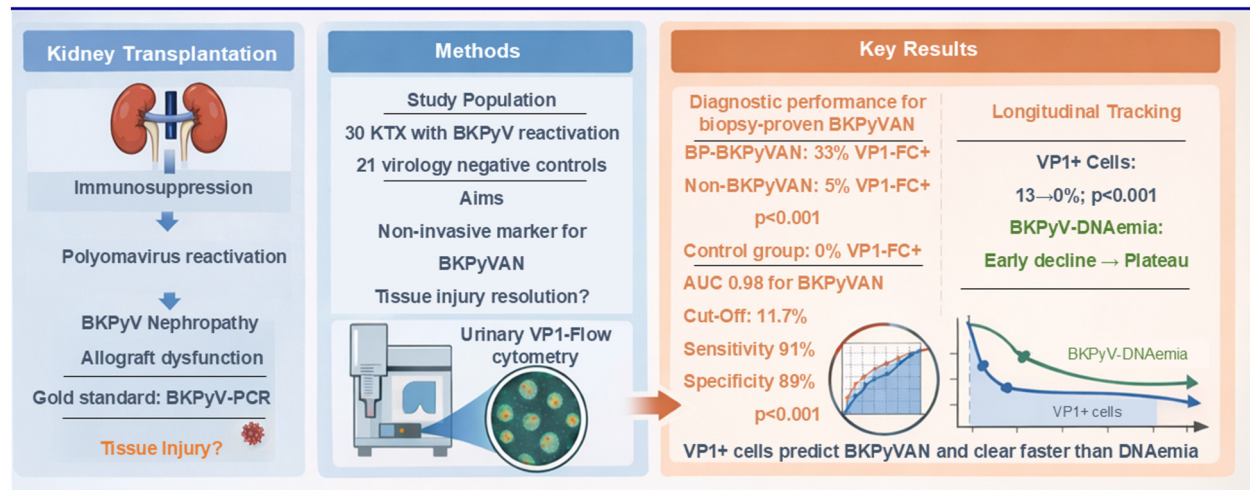 Kidney Transplantation
Immunosuppression
Polyomavirus reactivation
BKPyV Nephropathy
Allograft dysfunction
Gold standard: BKPyV-PCR
Tissue Injury?
Methods
Study Population
30 KTX with BKPyV reactivation
21 virology negative controls
Aims
Non-invasive marker for
BKPyVAN
Tissue injury resolution?
Urinary VP1-Flow
cytometry
Key Results
Diagnostic performance for
biopsy-proven BKPyVAN
BP-BKPyVAN: 33% VP1-FC+
Non-BKPyVAN: 5% VP1-FC+
p<0.001
Control group: 0% VP1-FC+
AUC 0.98 for BKPyVAN
Cut-Off: 11.7%
Sensitivity 91%
Specificity 89%
p<0.001
Longitudinal Tracking
VP1+ Cells:
13→0%; p<0.001
BKPyV-DNAemia:
Early decline → Plateau
BKPyV-DNAemia
VP1+ cells
VP1+ cells predict BKPyVAN and clear faster than DNAemia